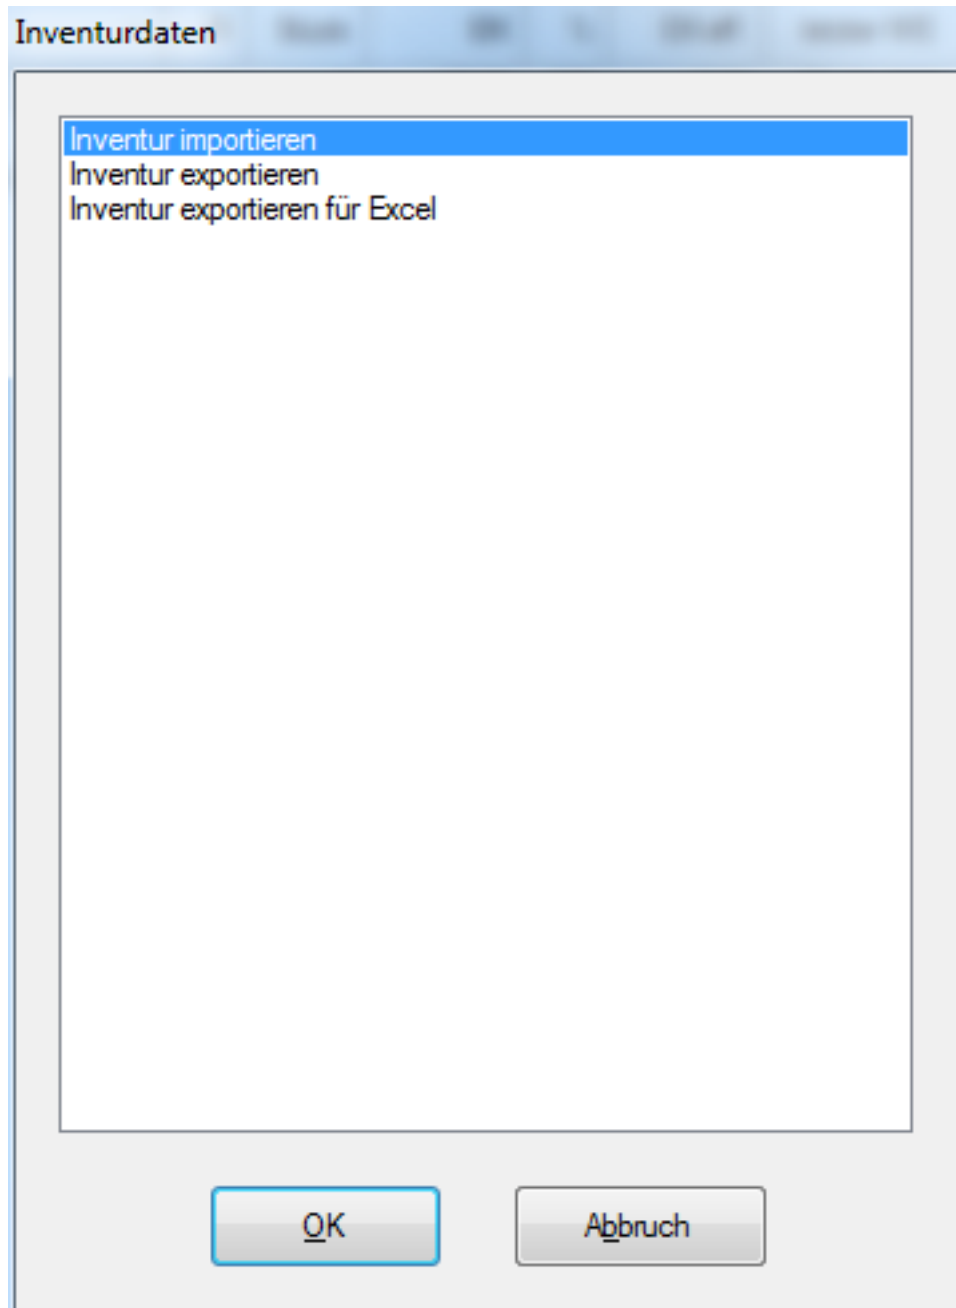 Inventurdaten
Inventur importieren
Inventur exportieren
Inventur exportieren für Excel
OK
Abbruch